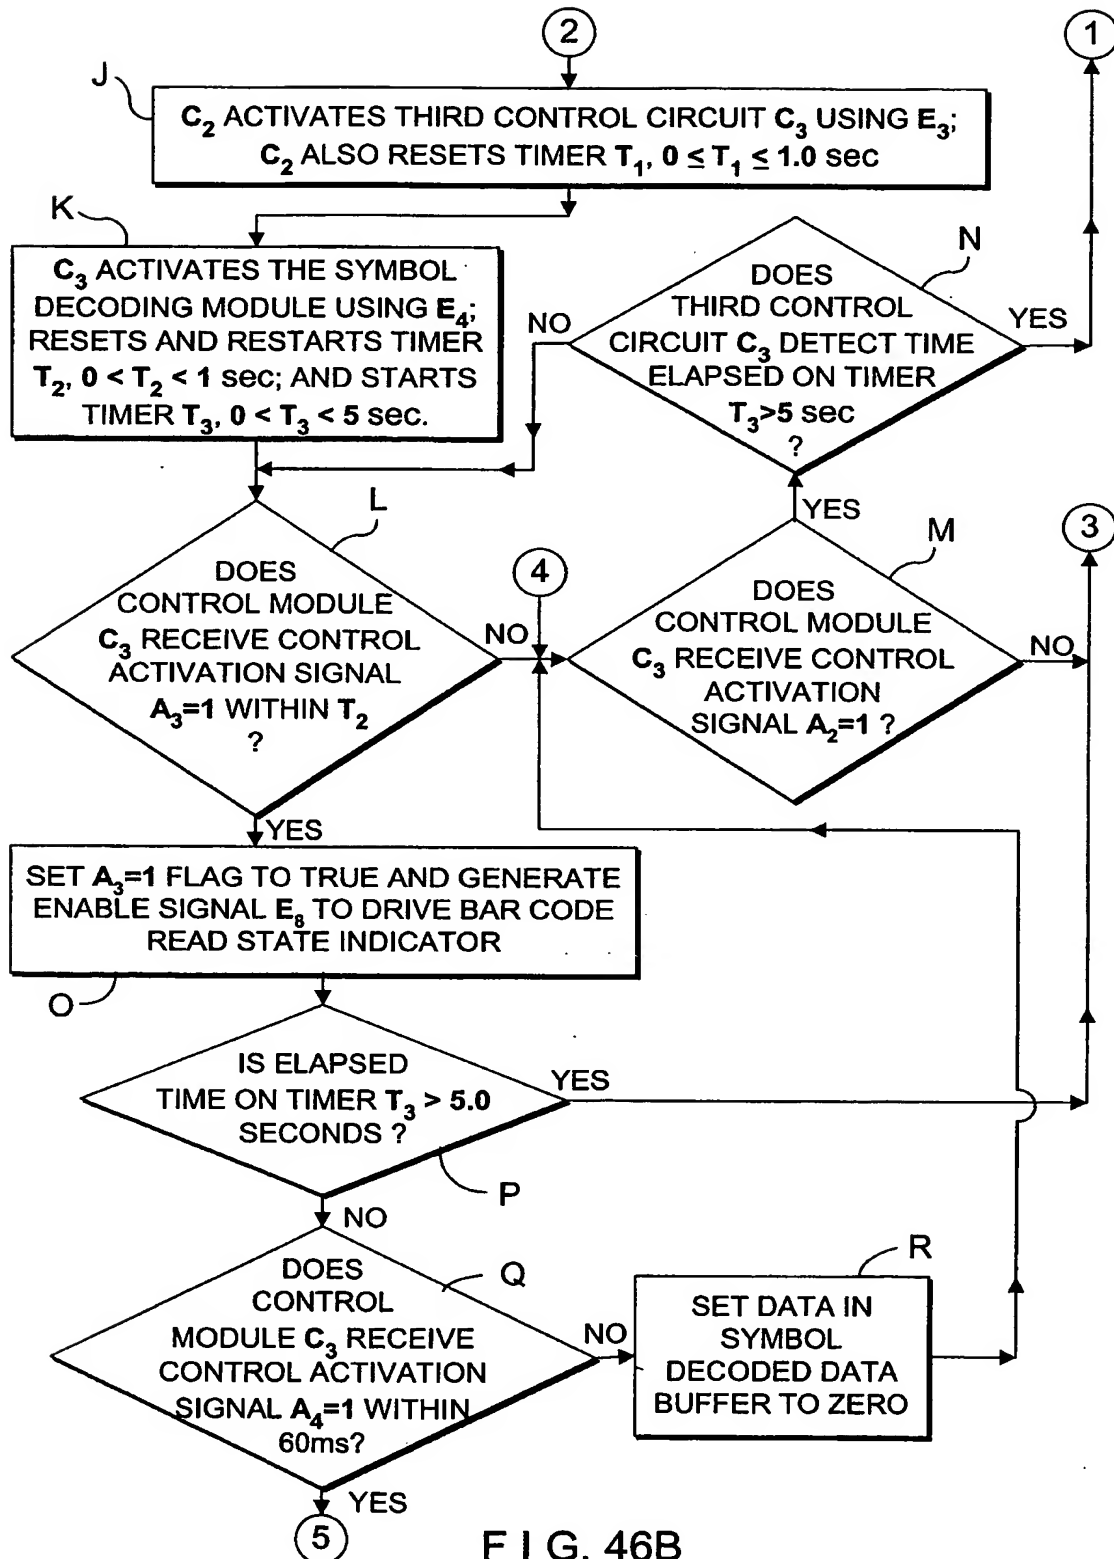 2
1
J
C₂ ACTIVATES THIRD CONTROL CIRCUIT C₃ USING E₃;
C₂ ALSO RESETS TIMER T₁, 0 ≤ T₁ ≤ 1.0 sec
K
C₃ ACTIVATES THE SYMBOL
DECODING MODULE USING E₄;
RESETS AND RESTARTS TIMER
T₂, 0 < T₂ < 1 sec; AND STARTS
TIMER T₃, 0 < T₃ < 5 sec.
N
DOES
THIRD CONTROL
CIRCUIT C₃ DETECT TIME
ELAPSED ON TIMER
T₃>5 sec
?
NO
YES
L
DOES
CONTROL MODULE
C₃ RECEIVE CONTROL
ACTIVATION SIGNAL
A₃=1 WITHIN T₂
?
NO
YES
4
YES
M
3
DOES
CONTROL MODULE
C₃ RECEIVE CONTROL
ACTIVATION
SIGNAL A₂=1 ?
NO
SET A₃=1 FLAG TO TRUE AND GENERATE
ENABLE SIGNAL E₈ TO DRIVE BAR CODE
READ STATE INDICATOR
O
IS ELAPSED
TIME ON TIMER T₃ > 5.0
SECONDS ?
YES
P
NO
DOES
CONTROL
MODULE C₃ RECEIVE
CONTROL ACTIVATION
SIGNAL A₄=1 WITHIN
60ms?
Q
NO
R
SET DATA IN
SYMBOL
DECODED DATA
BUFFER TO ZERO
YES
5
F I G. 46B